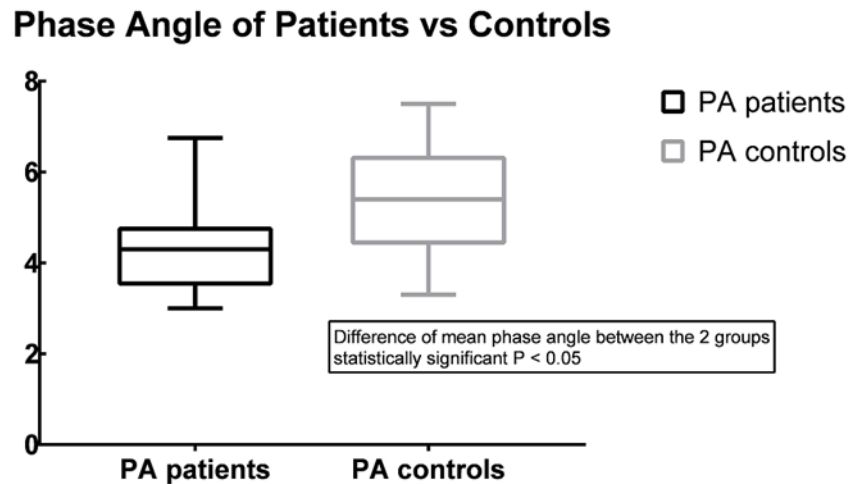 Phase Angle of Patients vs Controls
8
6
4
2
0
PA patients
PA controls
PA patients
PA controls
Difference of mean phase angle between the 2 groups
statistically significant P < 0.05